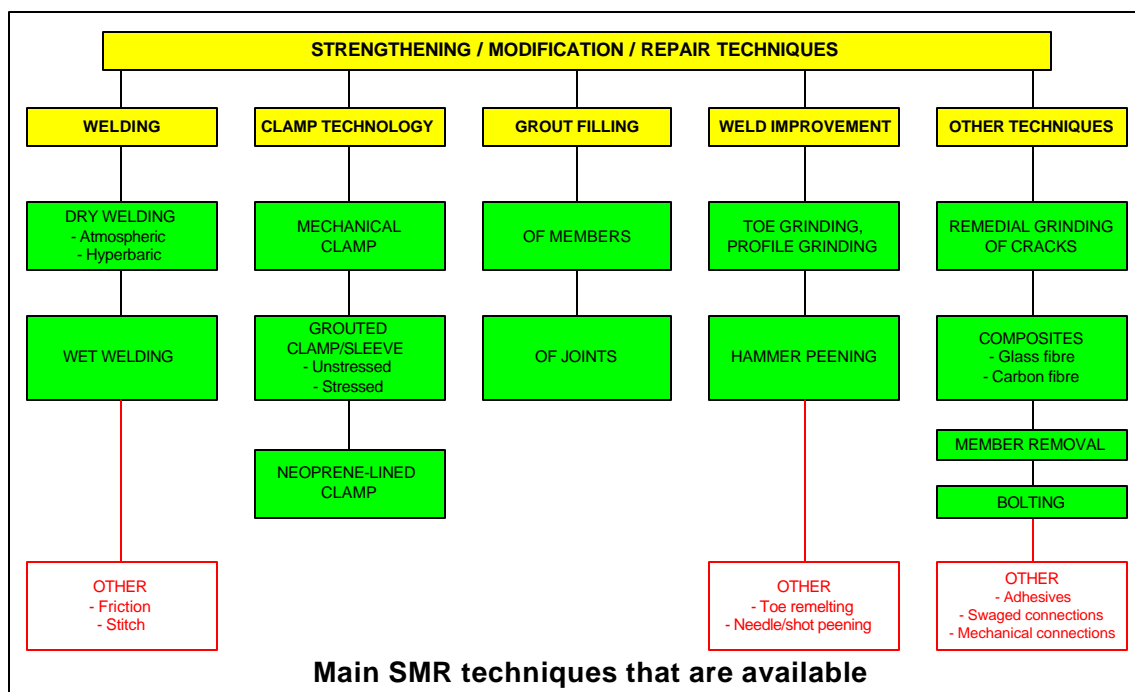 STRENGTHENING / MODIFICATION / REPAIR TECHNIQUES
WELDING
DRY WELDING
- Atmospheric
- Hyperbaric
WET WELDING
OTHER
- Friction
- Stitch
CLAMP TECHNOLOGY
MECHANICAL
CLAMP
GROUTED
CLAMP/SLEEVE
- Unstressed
- Stressed
NEOPRENE-LINED
CLAMP
GROUT FILLING
OF MEMBERS
OF JOINTS
WELD IMPROVEMENT
TOE GRINDING,
PROFILE GRINDING
HAMMER PEENING
OTHER
- Toe remelting
- Needle/shot peening
OTHER TECHNIQUES
REMEDIAL GRINDING
OF CRACKS
COMPOSITES
- Glass fibre
- Carbon fibre
MEMBER REMOVAL
BOLTING
OTHER
- Adhesives
- Swaged connections
- Mechanical connections
Main SMR techniques that are available